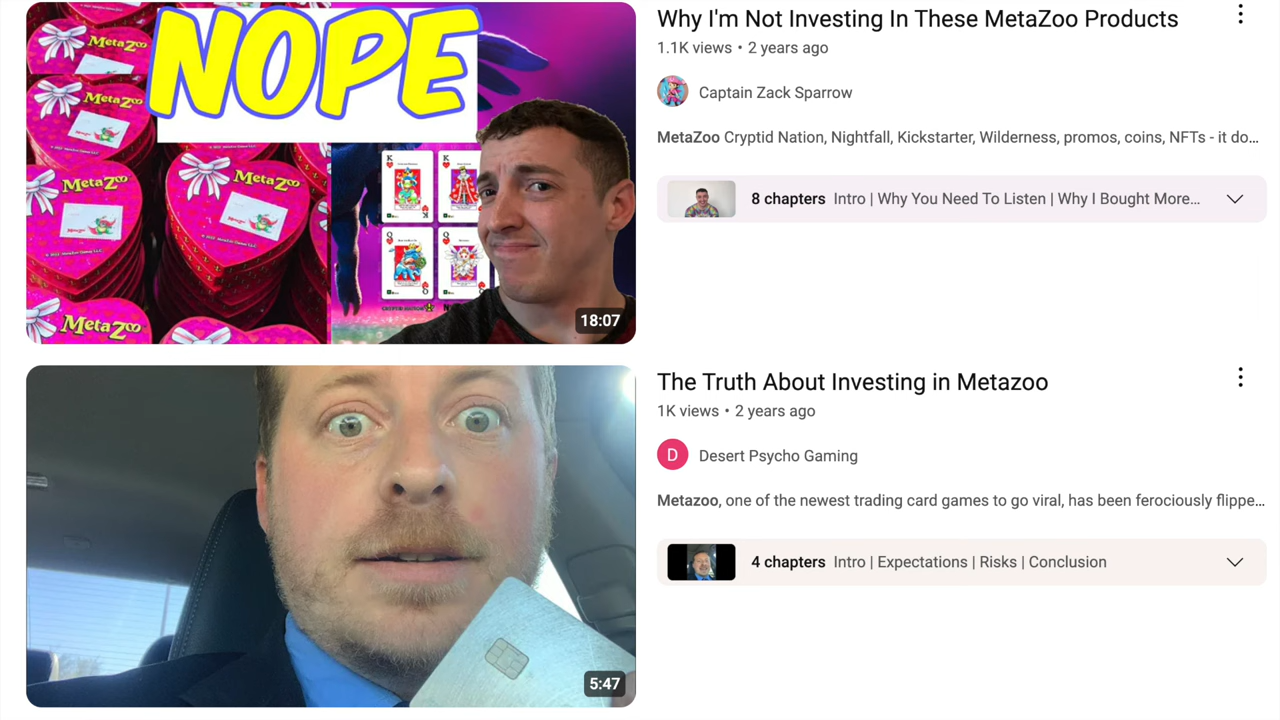 NOPE
MetaZoo
MetaZoo
MetaZoo
MetaZoo
MetaZoo
K
K
Q
Q
18:07
Why I'm Not Investing In These MetaZoo Products
1.1K views • 2 years ago
Captain Zack Sparrow
MetaZoo Cryptid Nation, Nightfall, Kickstarter, Wilderness, promos, coins, NFTs - it do...
8 chapters Intro | Why You Need To Listen | Why I Bought More...
5:47
The Truth About Investing in Metazoo
1K views • 2 years ago
D
Desert Psycho Gaming
Metazoo, one of the newest trading card games to go viral, has been ferociously flippe...
4 chapters Intro | Expectations | Risks | Conclusion